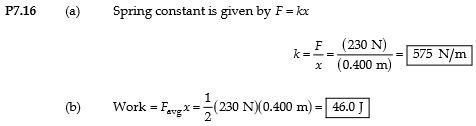 P7.16 (a) Spring constant is given by F = kx
k = F/x = (230 N)/(0.400 m) = 575 N/m
(b) Work = F_avg x = 1/2 (230 N)(0.400 m) = 46.0 J